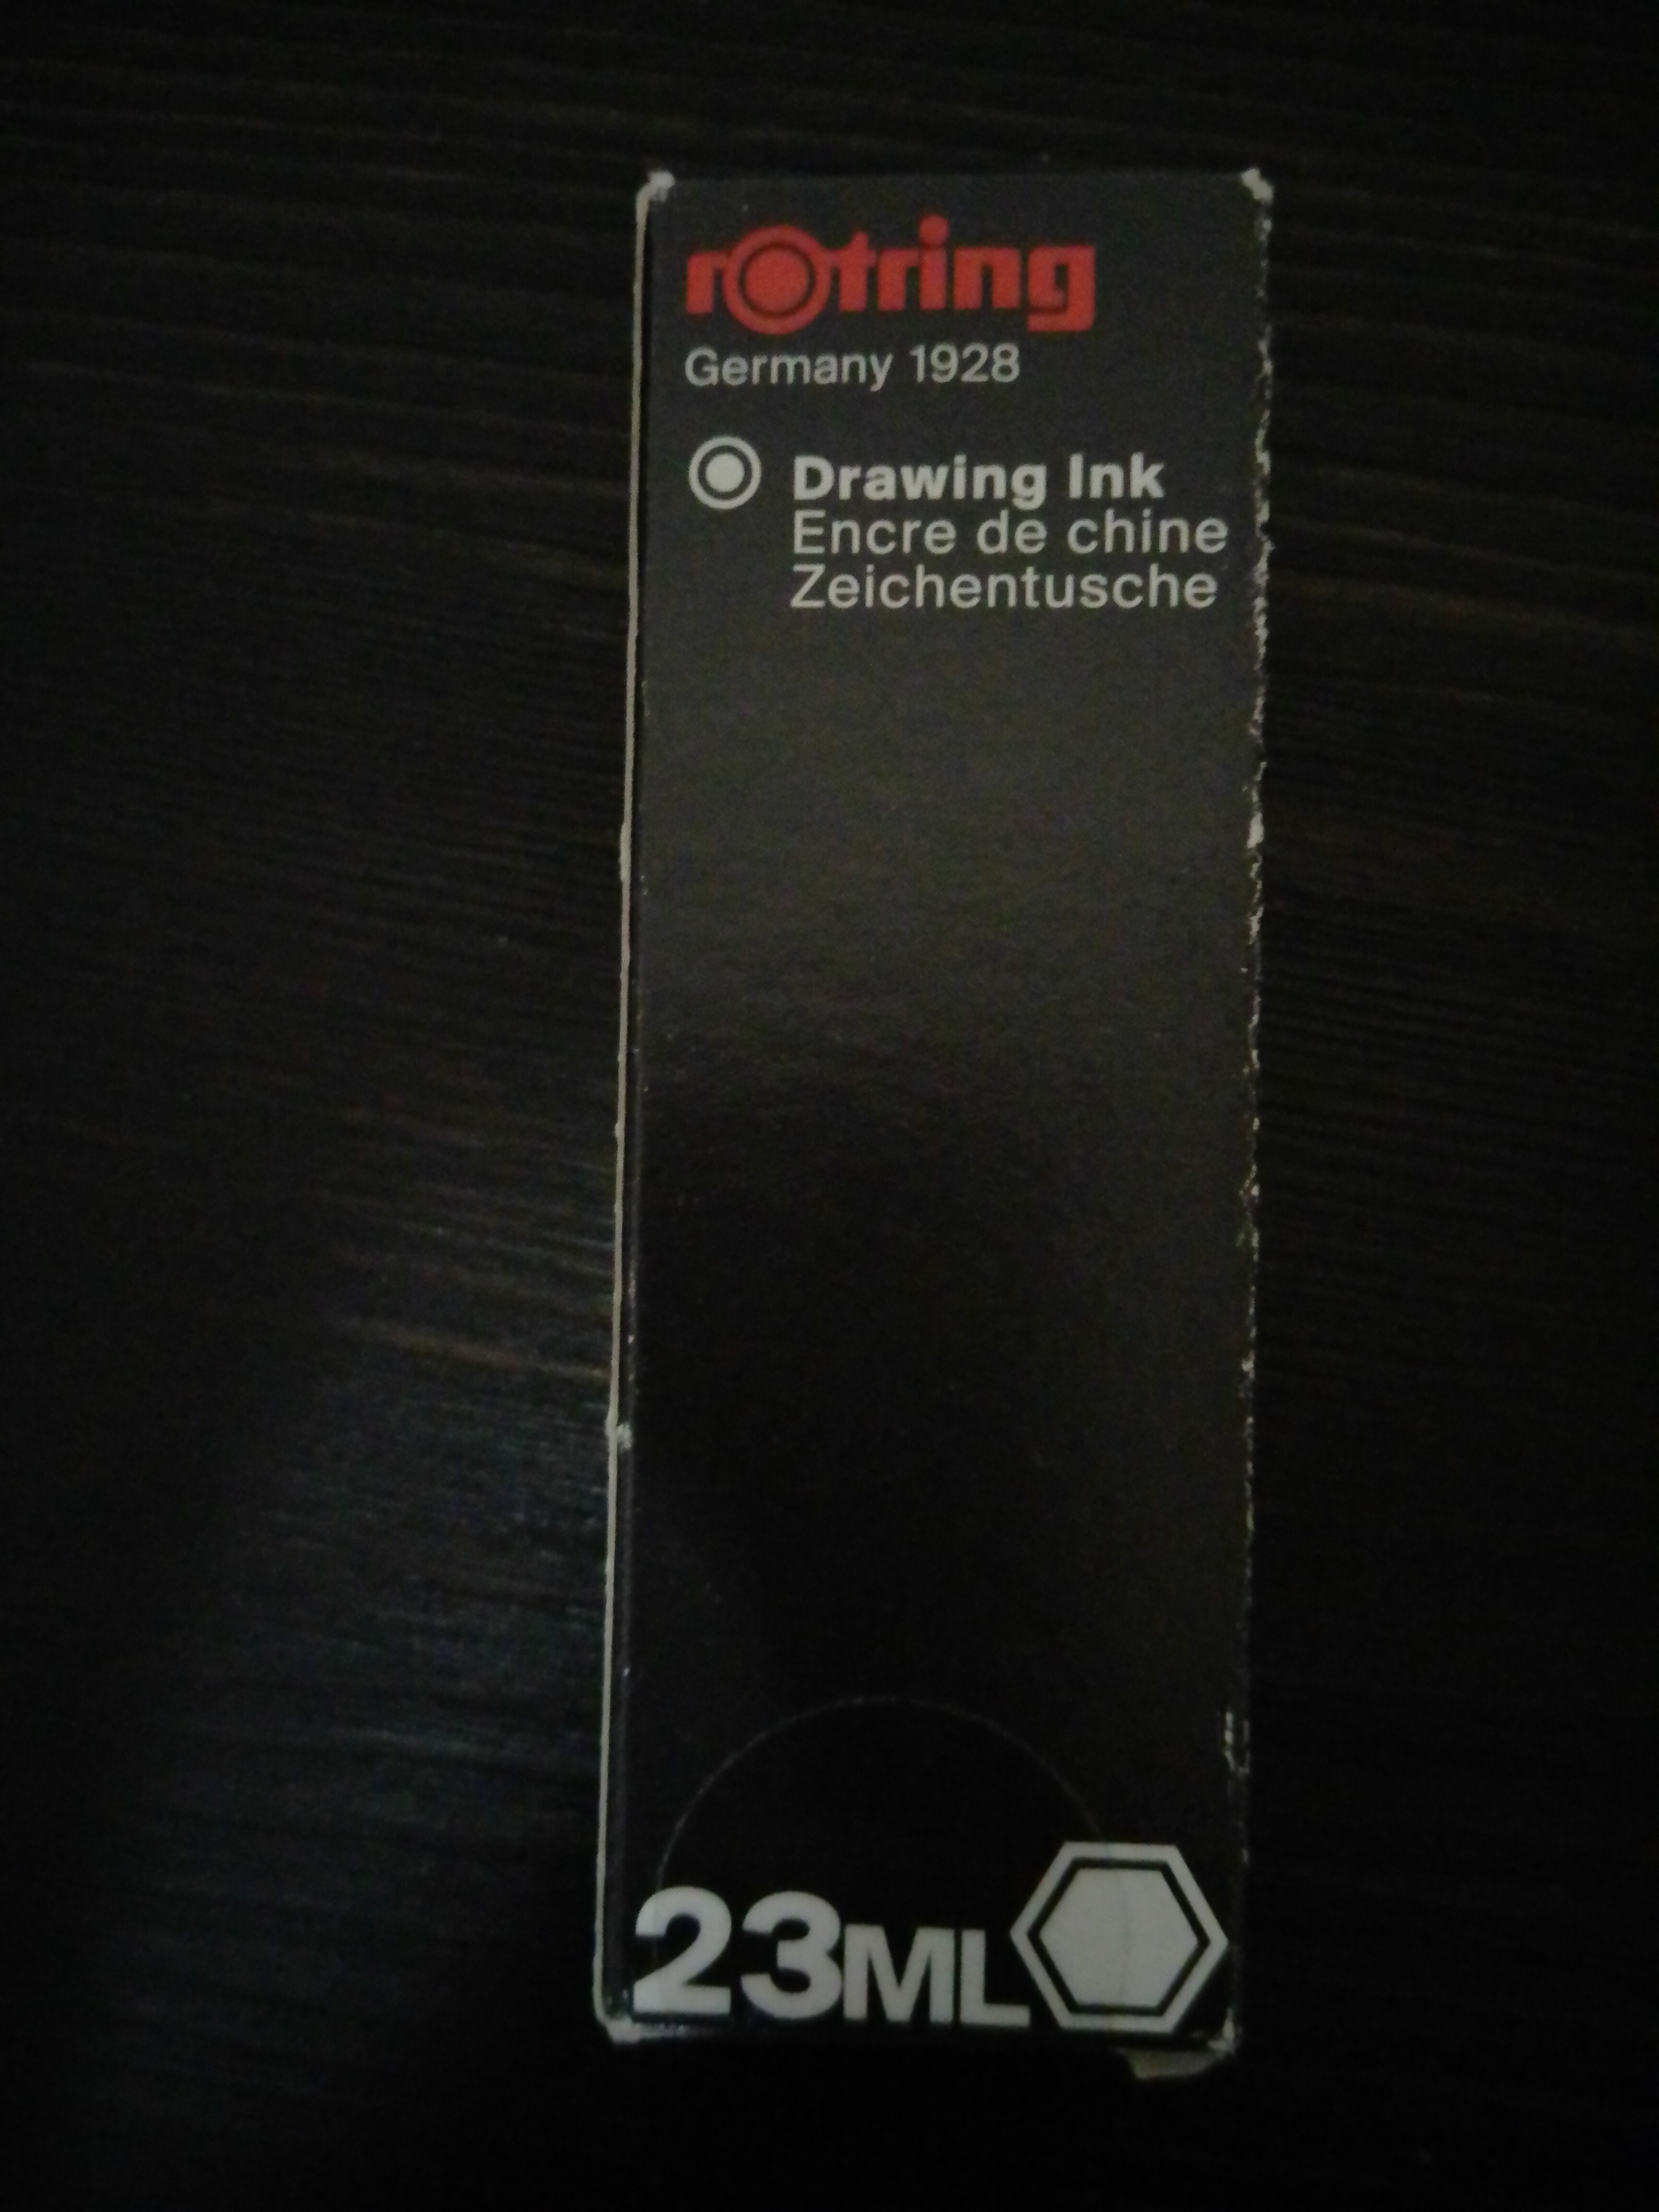 rotring
Germany 1928
Drawing Ink
Encre de chine
Zeichentusche
23ML